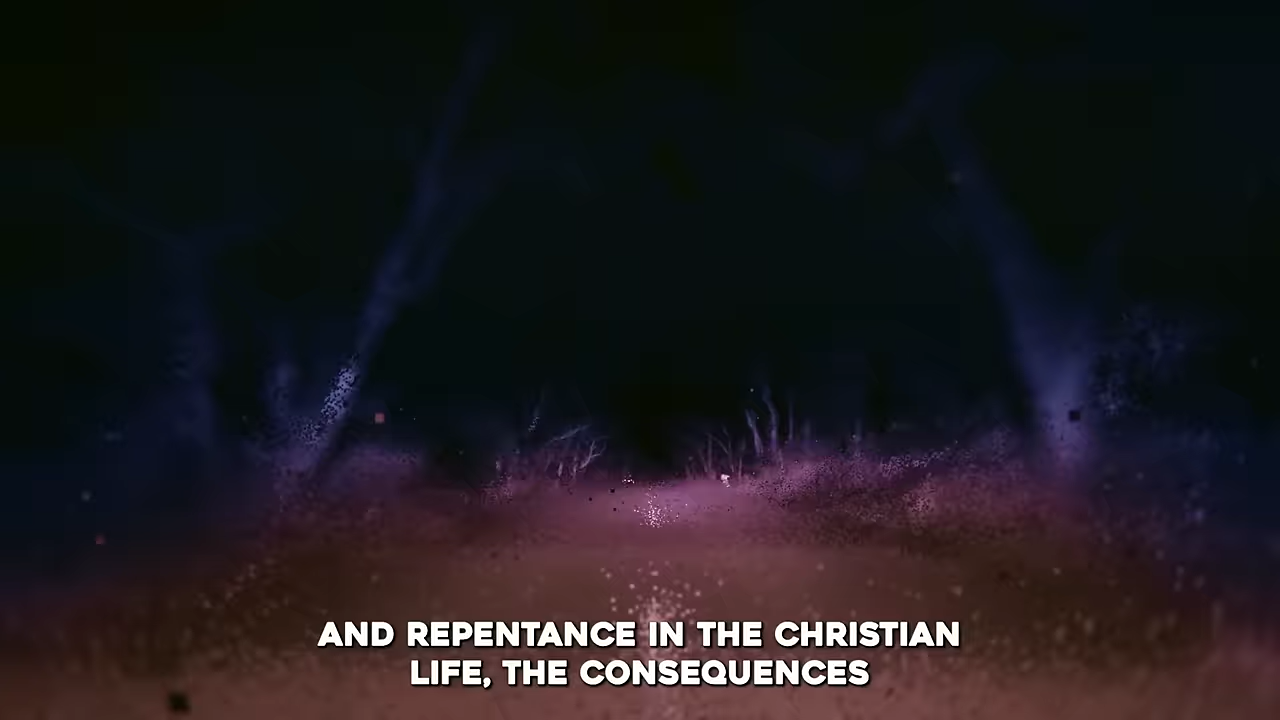 AND REPENTANCE IN THE CHRISTIAN
LIFE, THE CONSEQUENCES